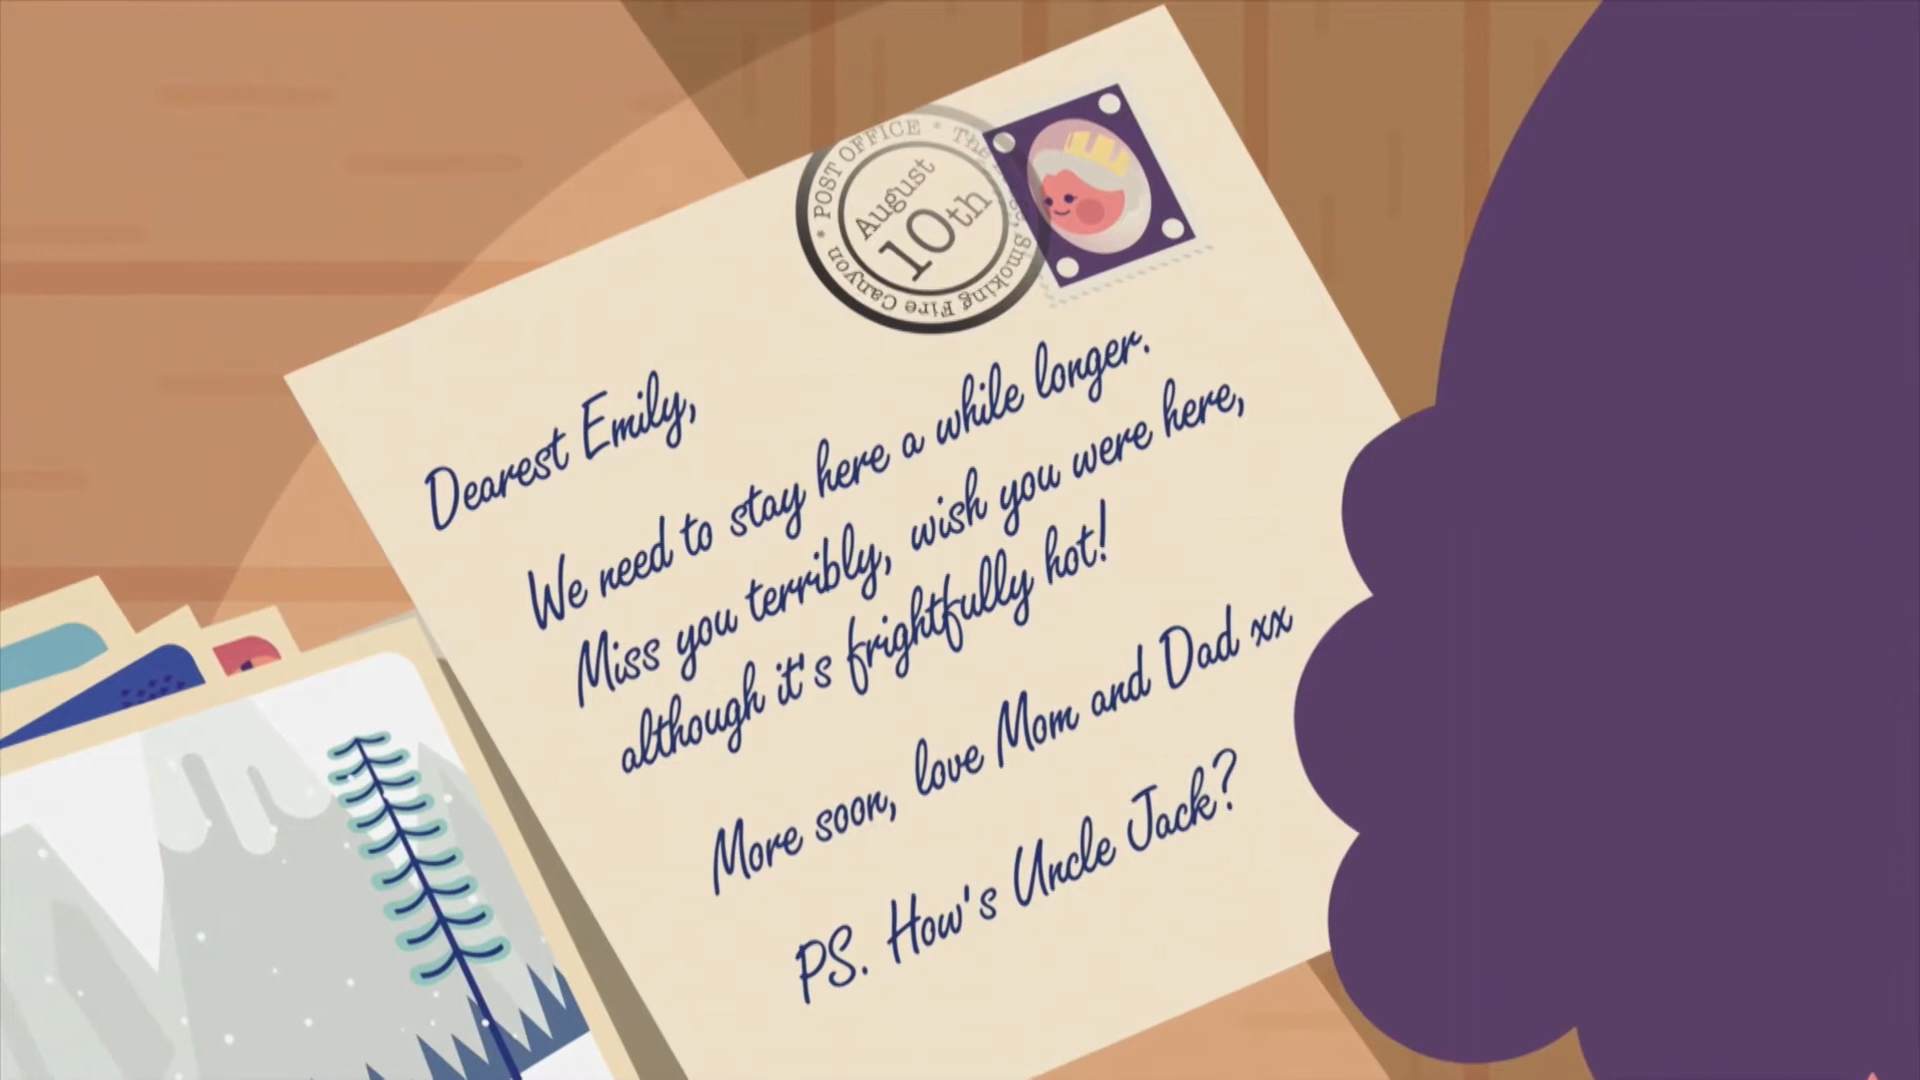 * POST OFFICE * The
Smoking Fire Canyon
August
10th
Dearest Emily,
We need to stay here a while longer.
Miss you terribly, wish you were here,
although it's frightfully hot!
More soon, love Mom and Dad xx
PS. How's Uncle Jack?